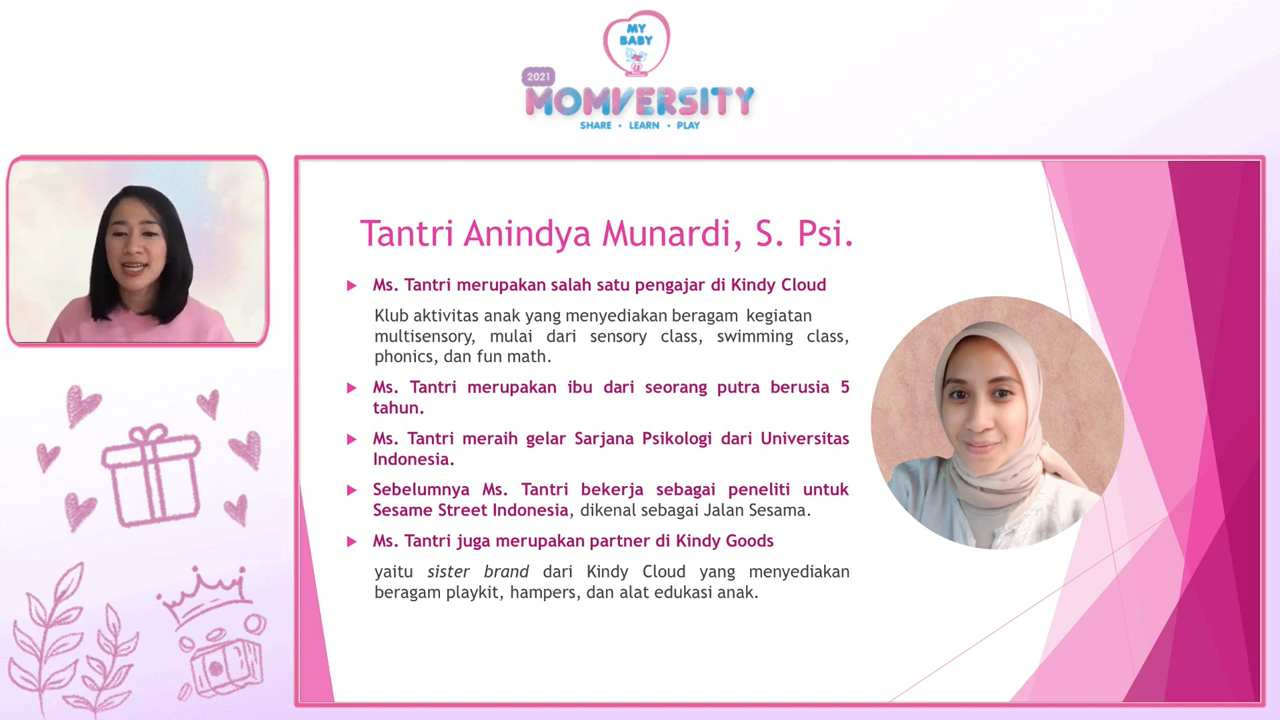 MY
BABY
2021
MOMVERSITY
SHARE • LEARN • PLAY
Tantri Anindya Munardi, S. Psi.
Ms. Tantri merupakan salah satu pengajar di Kindy Cloud
Klub aktivitas anak yang menyediakan beragam kegiatan
multisensory, mulai dari sensory class, swimming class,
phonics, dan fun math.
Ms. Tantri merupakan ibu dari seorang putra berusia 5
tahun.
Ms. Tantri meraih gelar Sarjana Psikologi dari Universitas
Indonesia.
Sebelumnya Ms. Tantri bekerja sebagai peneliti untuk
Sesame Street Indonesia, dikenal sebagai Jalan Sesama.
Ms. Tantri juga merupakan partner di Kindy Goods
yaitu sister brand dari Kindy Cloud yang menyediakan
beragam playkit, hampers, dan alat edukasi anak.